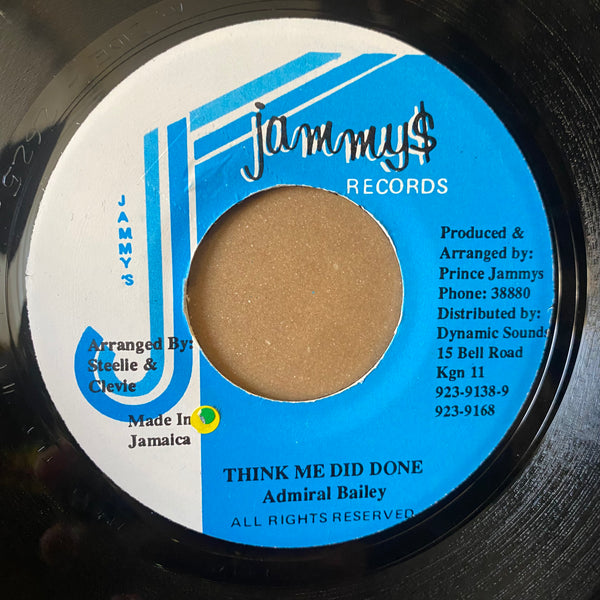 jammy$
RECORDS
JAMMY'S
Produced &
Arranged by:
Prince Jammys
Phone: 38880
Distributed by:
Dynamic Sounds
15 Bell Road
Kgn 11
923-9138-9
923-9168
Arranged By:
Steelie &
Clevie
Made In
Jamaica
THINK ME DID DONE
Admiral Bailey
ALL RIGHTS RESERVED